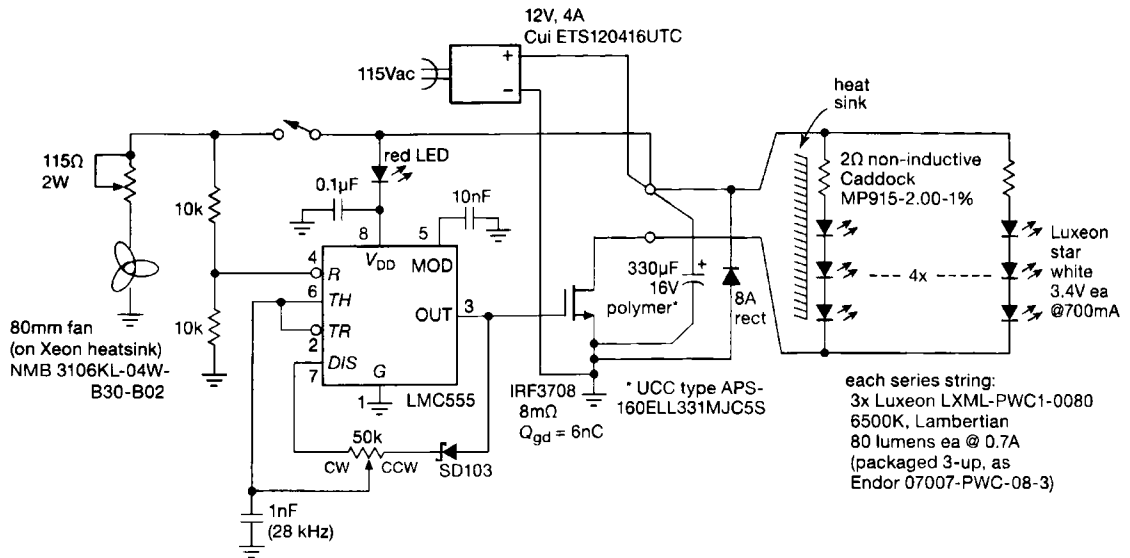 12V, 4A
Cui ETS120416UTC
115Vac
+
−
heat
sink
red LED
115Ω
2W
0.1µF
10nF
2Ω non-inductive
Caddock
MP915-2.00-1%
10k
8
5
VDD
MOD
4
R
6
TH
OUT
3
TR
2
DIS
7
G
1
LMC555
330µF
+
16V
polymer*
8A
rect
4x
Luxeon
star
white
3.4V ea
@700mA
80mm fan
(on Xeon heatsink)
NMB 3106KL-04W-
B30-B02
10k
IRF3708
8mΩ
Qgd = 6nC
* UCC type APS-
160ELL331MJC5S
50k
CW
CCW
SD103
1nF
(28 kHz)
each series string:
3x Luxeon LXML-PWC1-0080
6500K, Lambertian
80 lumens ea @ 0.7A
(packaged 3-up, as
Endor 07007-PWC-08-3)